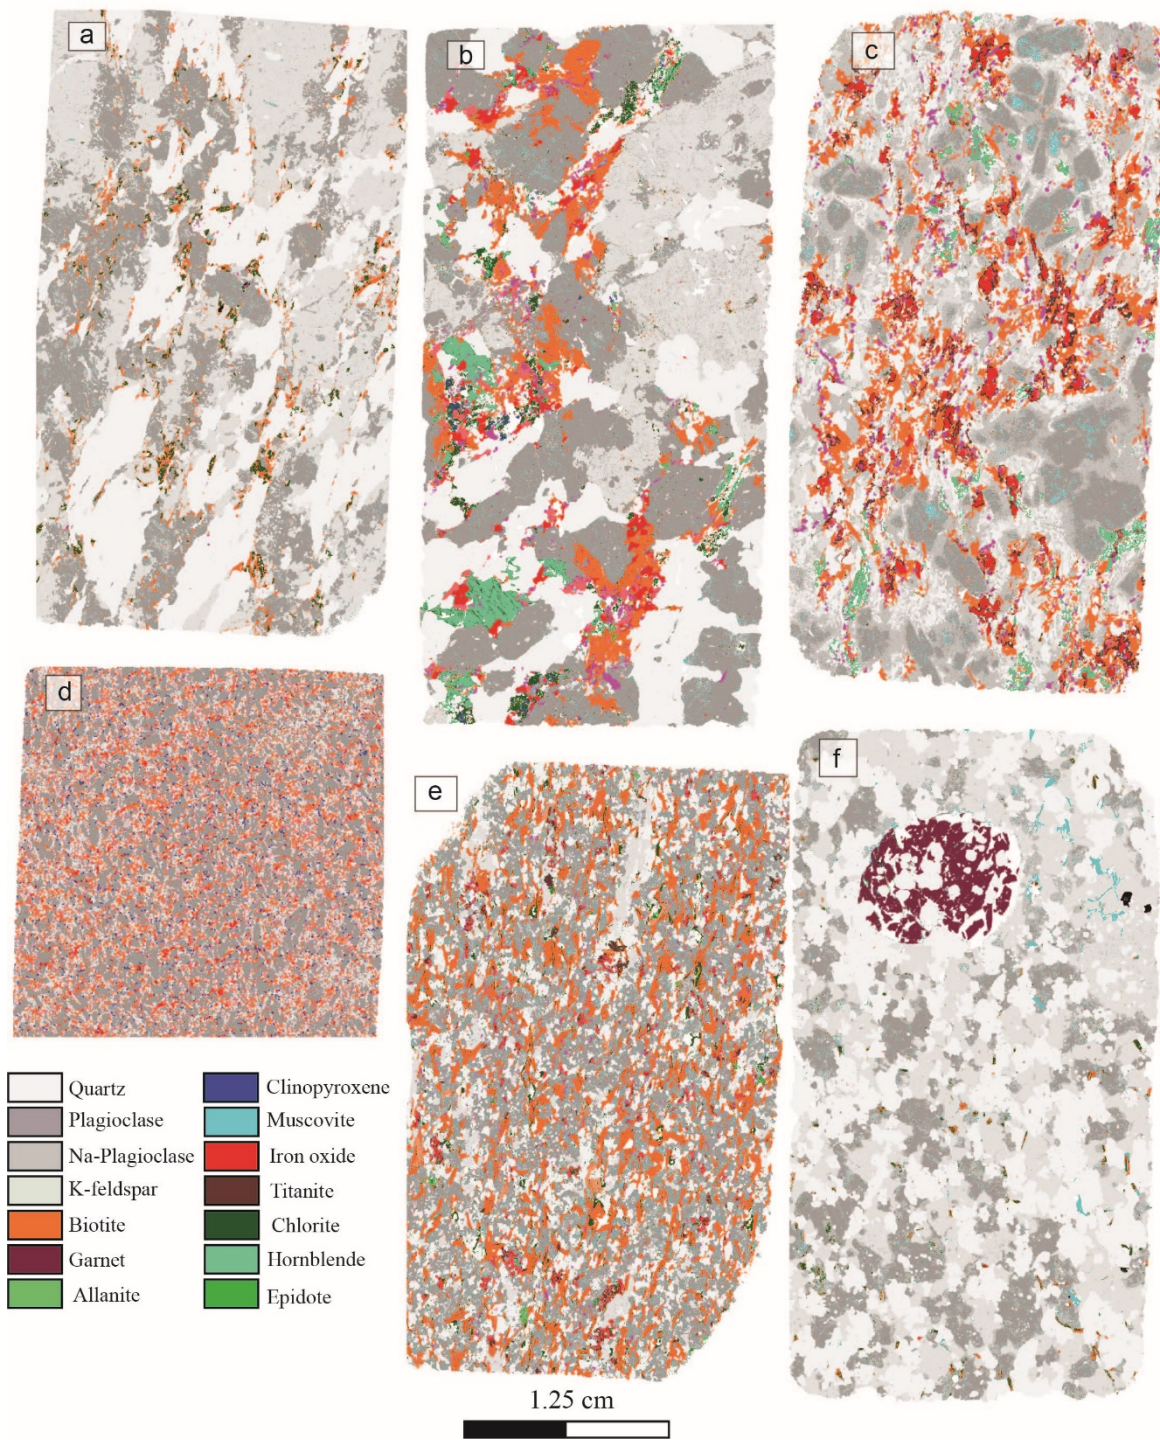 a
b
c
d
e
f
Quartz
Clinopyroxene
Plagioclase
Muscovite
Na-Plagioclase
Iron oxide
K-feldspar
Titanite
Biotite
Chlorite
Garnet
Hornblende
Allanite
Epidote
1.25 cm